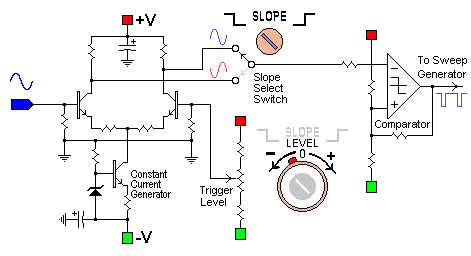 +V
SLOPE
To Sweep
Generator
Slope
Select
Switch
−
+
Comparator
SLOPE
LEVEL
− 0 +
+
Constant
Current
Generator
Trigger
Level
+
-V